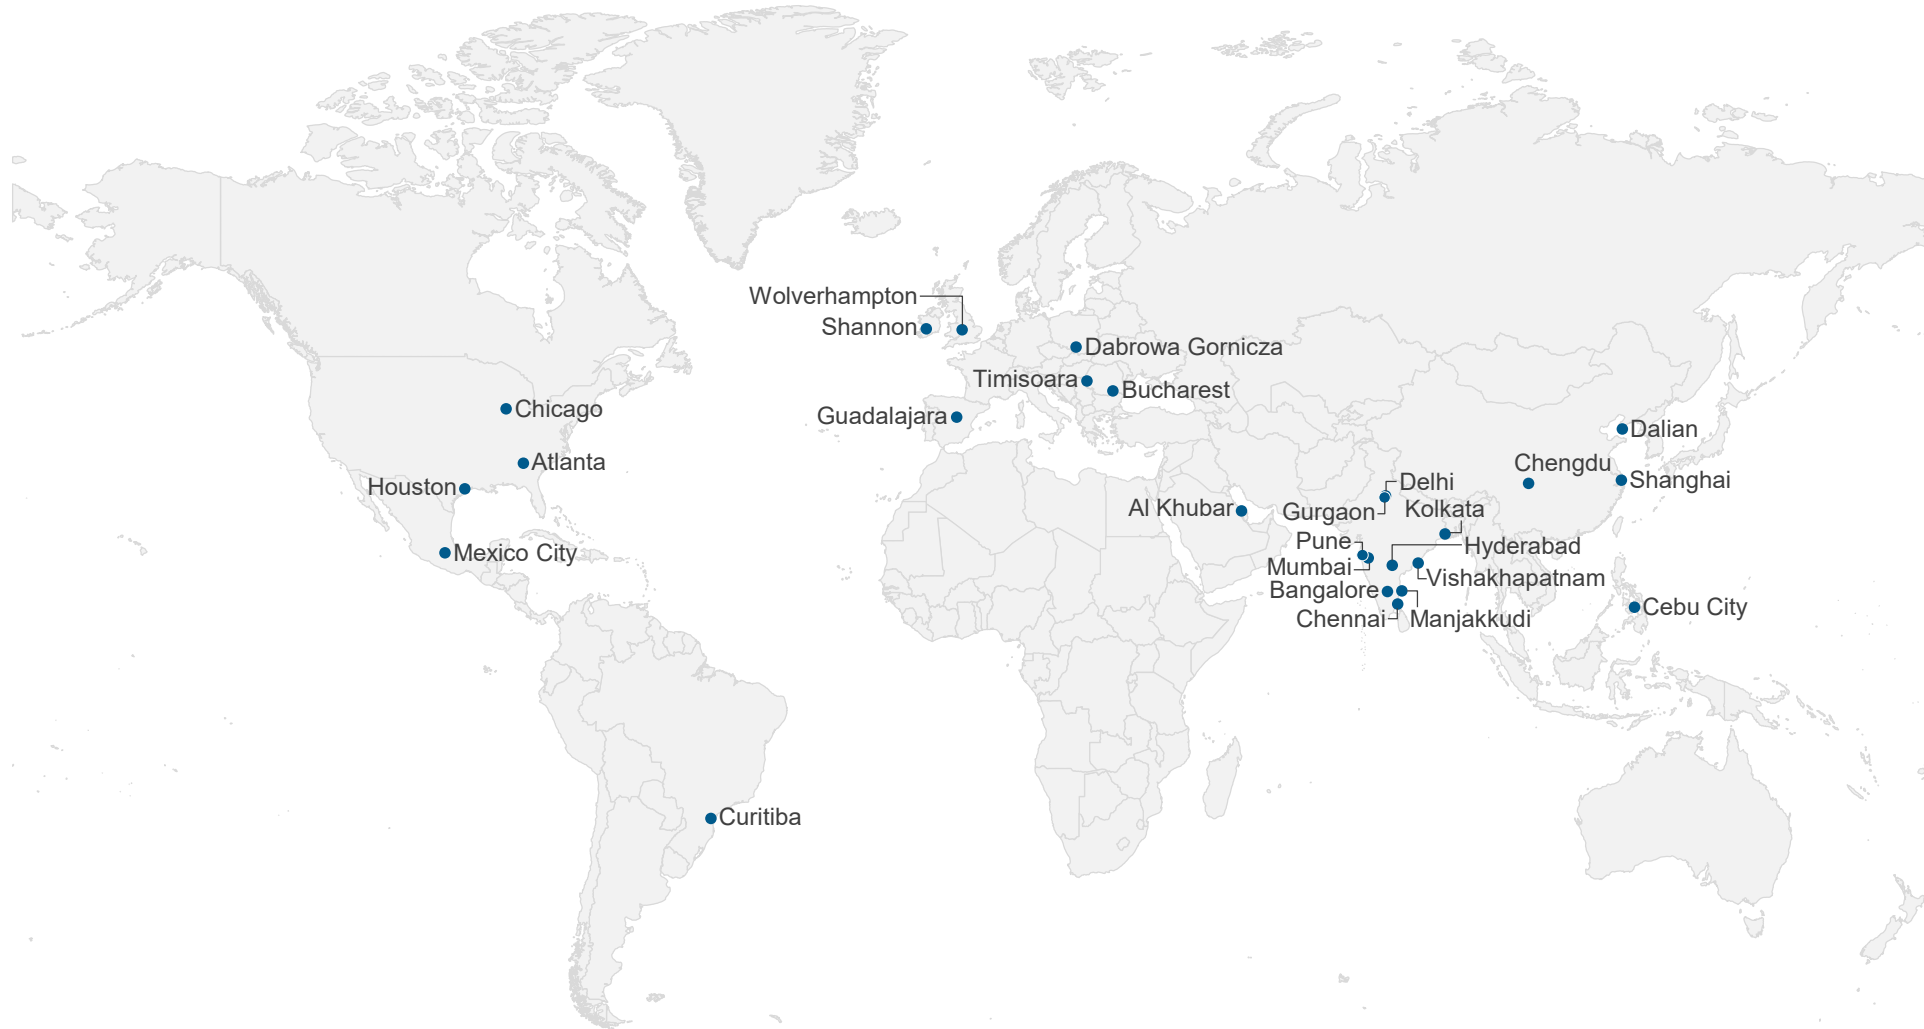 Wolverhampton
Shannon
Dabrowa Gornicza
Timisoara
Bucharest
Guadalajara
Chicago
Atlanta
Houston
Mexico City
Curitiba
Al Khubar
Dalian
Chengdu
Shanghai
Delhi
Gurgaon
Kolkata
Pune
Hyderabad
Mumbai
Vishakhapatnam
Bangalore
Chennai
Manjakkudi
Cebu City